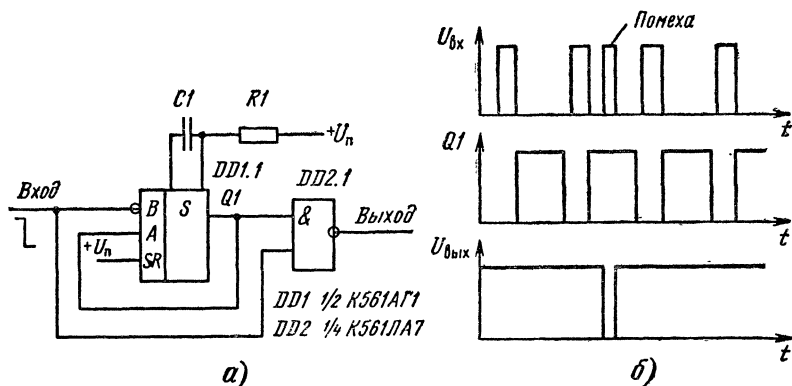 C1
R1
+Uп
DD1.1
Вход
Q1
DD2.1
B
S
&
Выход
A
+Uп
SR
DD1 1/2 К561АГ1
DD2 1/4 К561ЛА7
а)
Помеха
Uвх
t
Q1
t
Uвых
t
б)